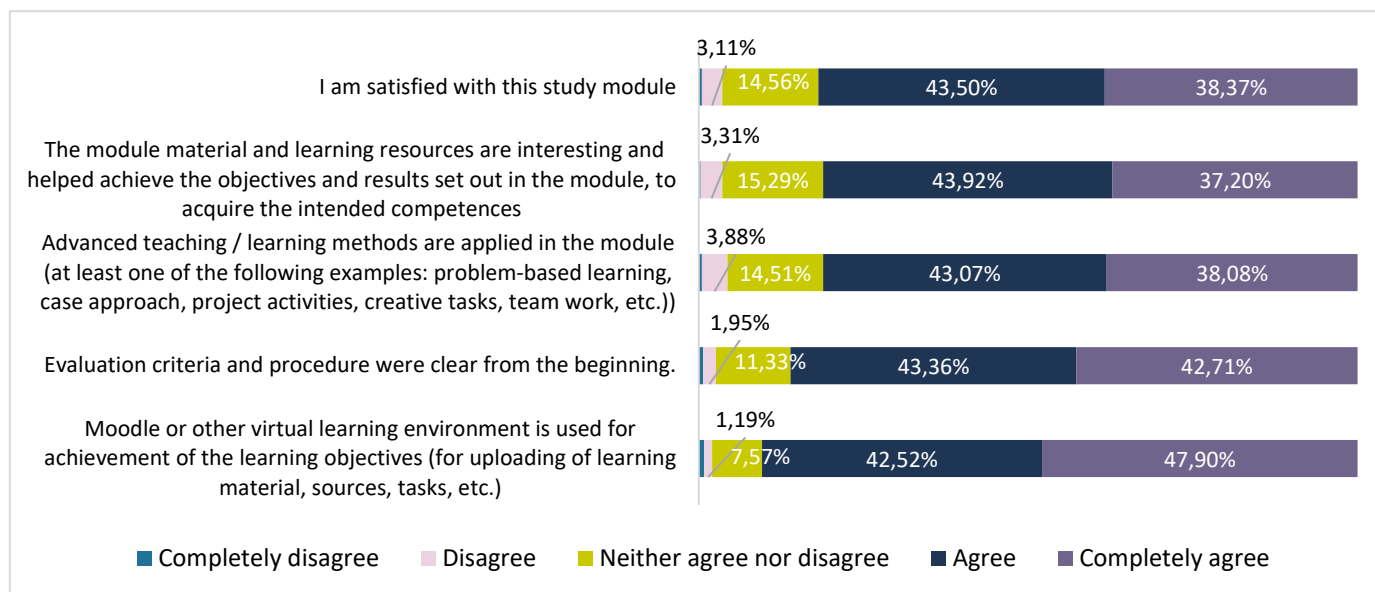 3,11%
I am satisfied with this study module
14,56%
43,50%
38,37%
3,31%
The module material and learning resources are interesting and
helped achieve the objectives and results set out in the module, to
acquire the intended competences
15,29%
43,92%
37,20%
3,88%
Advanced teaching / learning methods are applied in the module
(at least one of the following examples: problem-based learning,
case approach, project activities, creative tasks, team work, etc.))
14,51%
43,07%
38,08%
1,95%
Evaluation criteria and procedure were clear from the beginning.
11,33%
43,36%
42,71%
1,19%
Moodle or other virtual learning environment is used for
achievement of the learning objectives (for uploading of learning
material, sources, tasks, etc.)
7,57%
42,52%
47,90%
Completely disagree
Disagree
Neither agree nor disagree
Agree
Completely agree